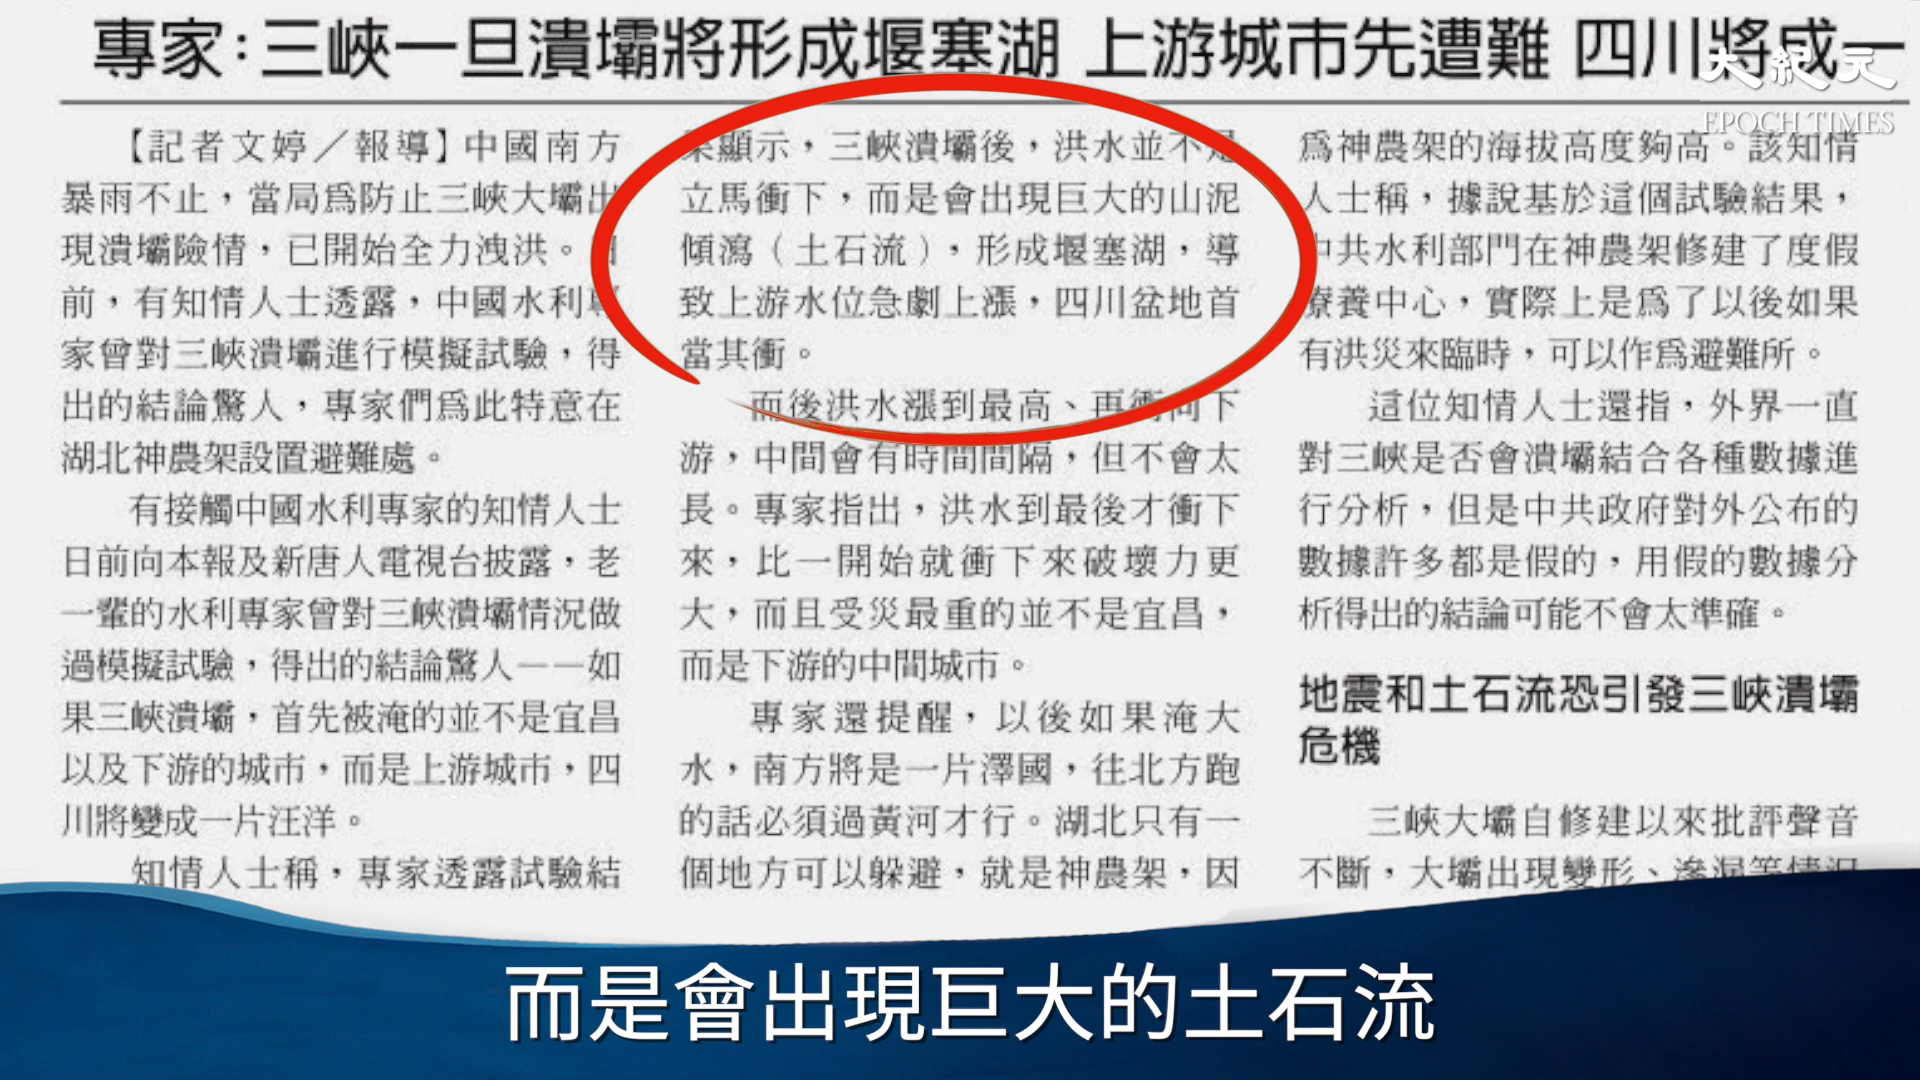 專家：三峽一旦潰壩將形成堰塞湖 上游城市先遭難 四川將成一
大紀元
EPOCH TIMES
【記者文婷／報導】中國南方
暴雨不止，當局爲防止三峽大壩出
現潰壩險情，已開始全力洩洪。日
前，有知情人士透露，中國水利專
家曾對三峽潰壩進行模擬試驗，得
出的結論驚人，專家們爲此特意在
湖北神農架設置避難處。
有接觸中國水利專家的知情人士
日前向本報及新唐人電視台披露，老
一輩的水利專家曾對三峽潰壩情況做
過模擬試驗，得出的結論驚人——如
果三峽潰壩，首先被淹的並不是宜昌
以及下游的城市，而是上游城市，四
川將變成一片汪洋。
知情人士稱，專家透露試驗結
果顯示，三峽潰壩後，洪水並不是
立馬衝下，而是會出現巨大的山泥
傾瀉（土石流），形成堰塞湖，導
致上游水位急劇上漲，四川盆地首
當其衝。
而後洪水漲到最高、再衝向下
游，中間會有時間間隔，但不會太
長。專家指出，洪水到最後才衝下
來，比一開始就衝下來破壞力更
大，而且受災最重的並不是宜昌，
而是下游的中間城市。
專家還提醒，以後如果淹大
水，南方將是一片澤國，往北方跑
的話必須過黃河才行。湖北只有一
個地方可以躲避，就是神農架，因
爲神農架的海拔高度夠高。該知情
人士稱，據說基於這個試驗結果，
中共水利部門在神農架修建了度假
療養中心，實際上是爲了以後如果
有洪災來臨時，可以作爲避難所。
這位知情人士還指，外界一直
對三峽是否會潰壩結合各種數據進
行分析，但是中共政府對外公布的
數據許多都是假的，用假的數據分
析得出的結論可能不會太準確。
地震和土石流恐引發三峽潰壩
危機
三峽大壩自修建以來批評聲音
不斷，大壩出現變形、滲漏等情況
而是會出現巨大的土石流